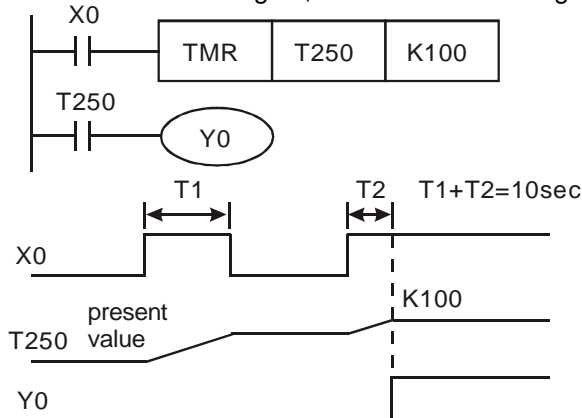 X0
TMR T250 K100
T250
Y0
T1 T2 T1+T2=10sec
X0
K100
present
T250 value
Y0